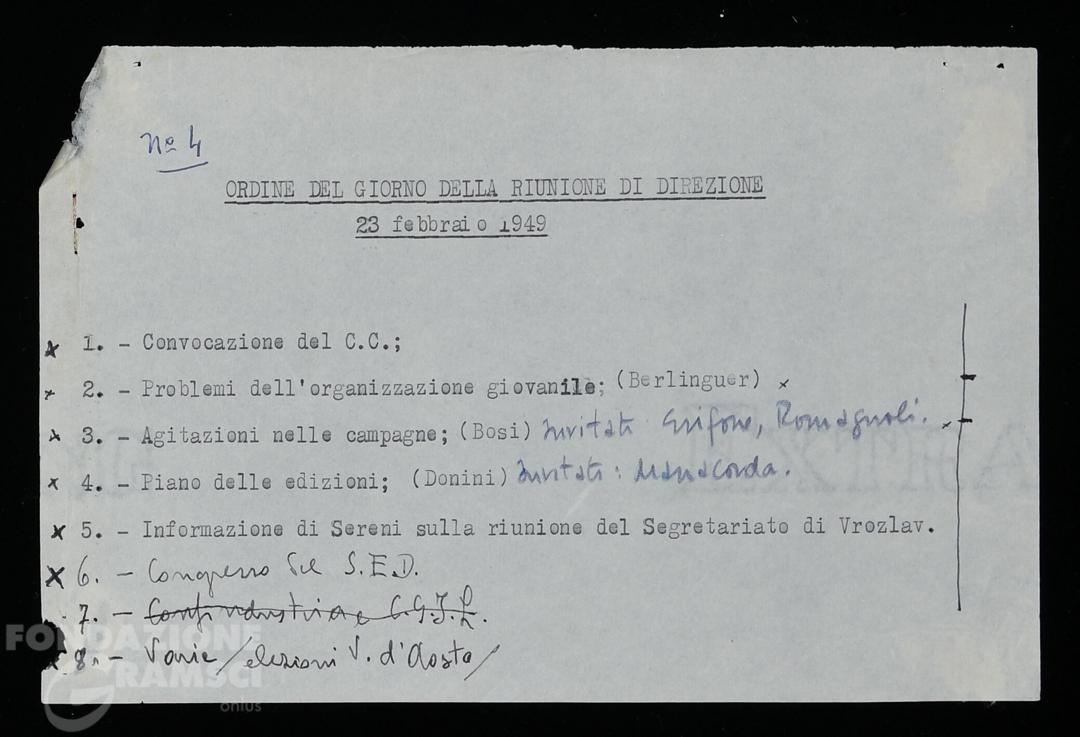 Nº 4
ORDINE DEL GIORNO DELLA RIUNIONE DI DIREZIONE
23 febbraio 1949
x 1. - Convocazione del C.C.;
x 2. - Problemi dell'organizzazione giovanile; (Berlinguer) x
x 3. - Agitazioni nelle campagne; (Bosi) Invitati Grifone, Romagnoli. x
x 4. - Piano delle edizioni; (Donini) Invitati: Manacorda.
x 5. - Informazione di Sereni sulla riunione del Segretariato di Vrozlav.
x 6. - Congresso del S.E.D.
7. - Confindustria e C.G.I.L.
x 8. - Varie /elezioni V. d'Aosta/
FONDAZIONE
GRAMSCI
onlus